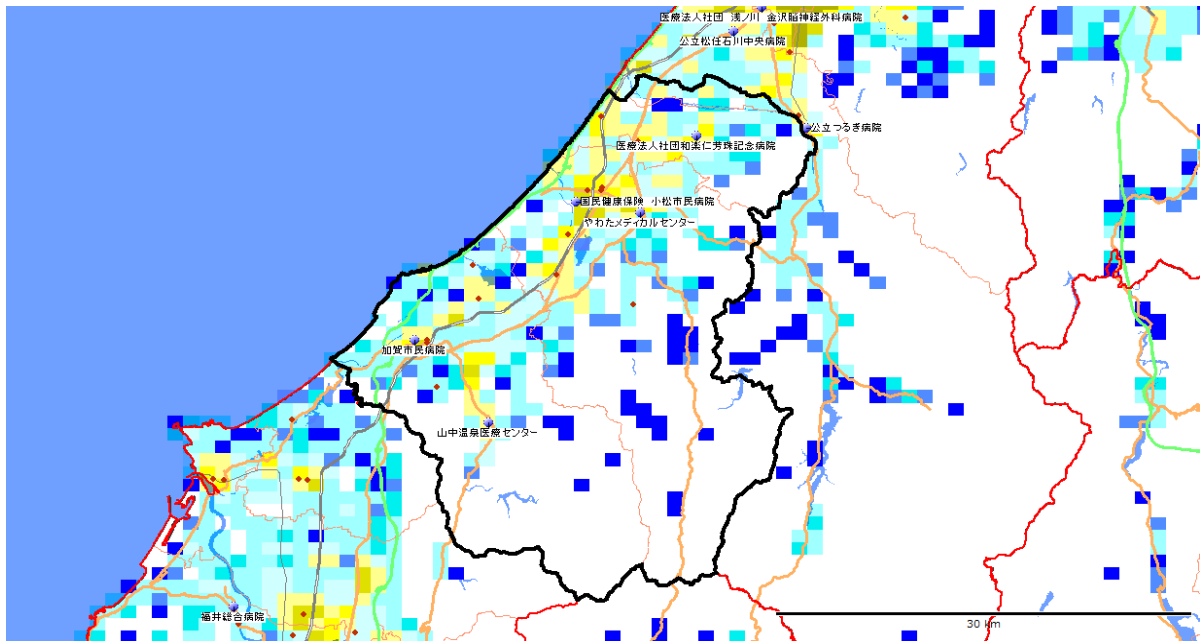 医療法人社団 浅ノ川 金沢脳神経外科病院
公立松任石川中央病院
公立つるぎ病院
医療法人社団和楽仁芳珠記念病院
国民健康保険 小松市民病院
やわたメディカルセンター
加賀市民病院
山中温泉医療センター
福井総合病院
30 km